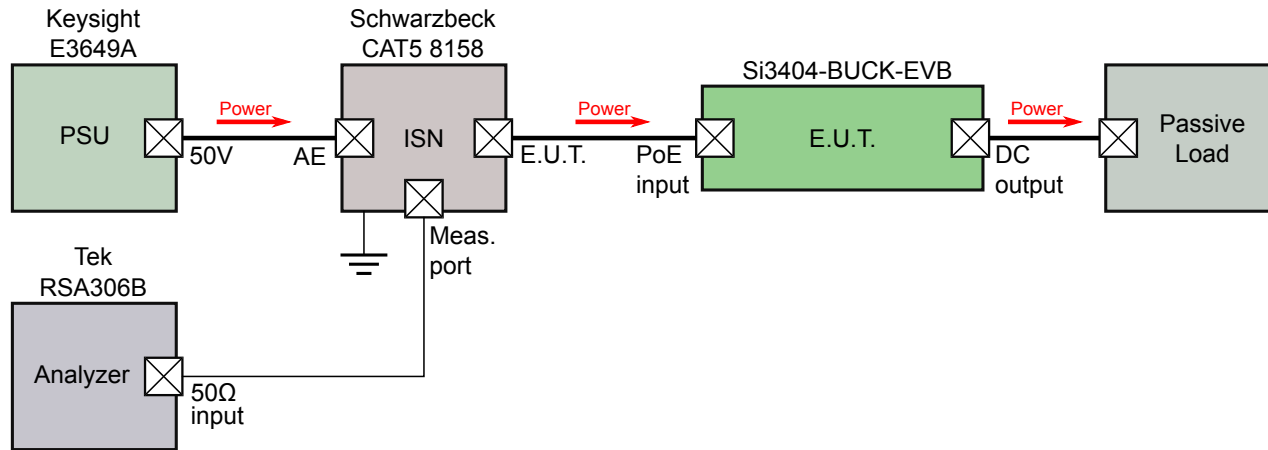 Keysight
E3649A
PSU
50V
Power
Schwarzbeck
CAT5 8158
AE
ISN
E.U.T.
Meas.
port
Power
Si3404-BUCK-EVB
PoE
input
E.U.T.
DC
output
Power
Passive
Load
Tek
RSA306B
Analyzer
50Ω
input